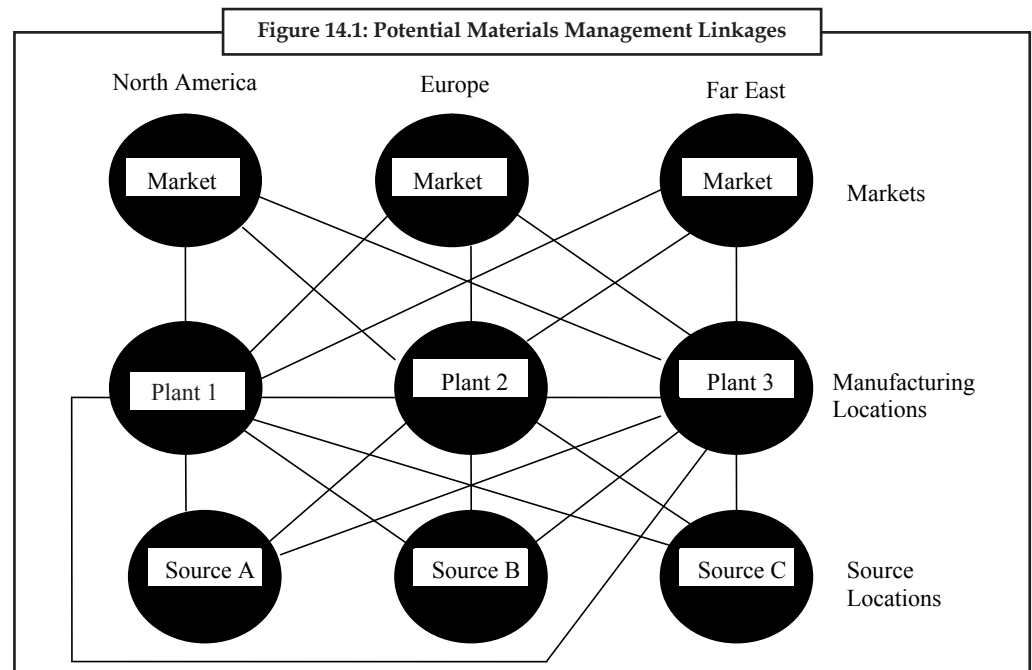 Figure 14.1: Potential Materials Management Linkages
North America
Europe
Far East
Market
Market
Market
Markets
Plant 1
Plant 2
Plant 3
Manufacturing
Locations
Source A
Source B
Source C
Source
Locations